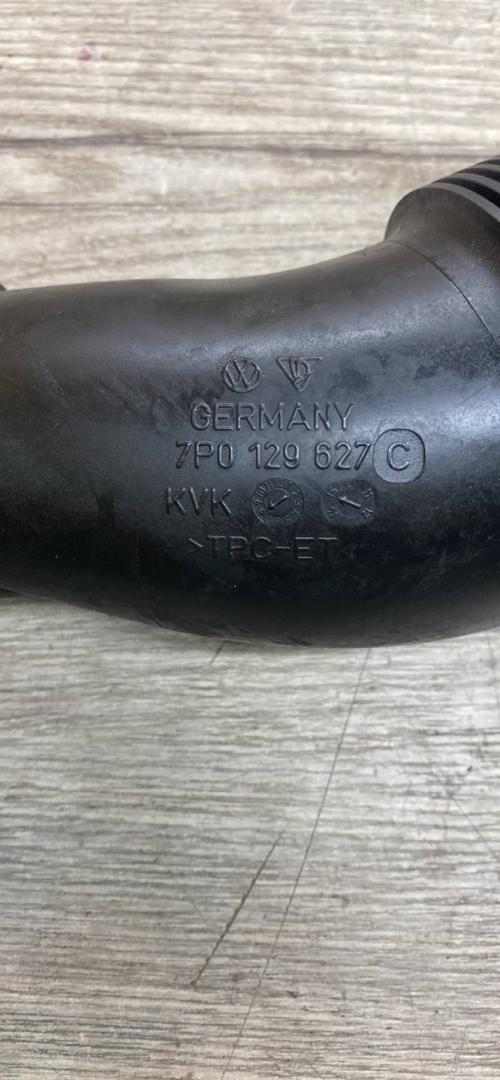 GERMANY
7P0 129 627 C
KVK
>TPC-ET